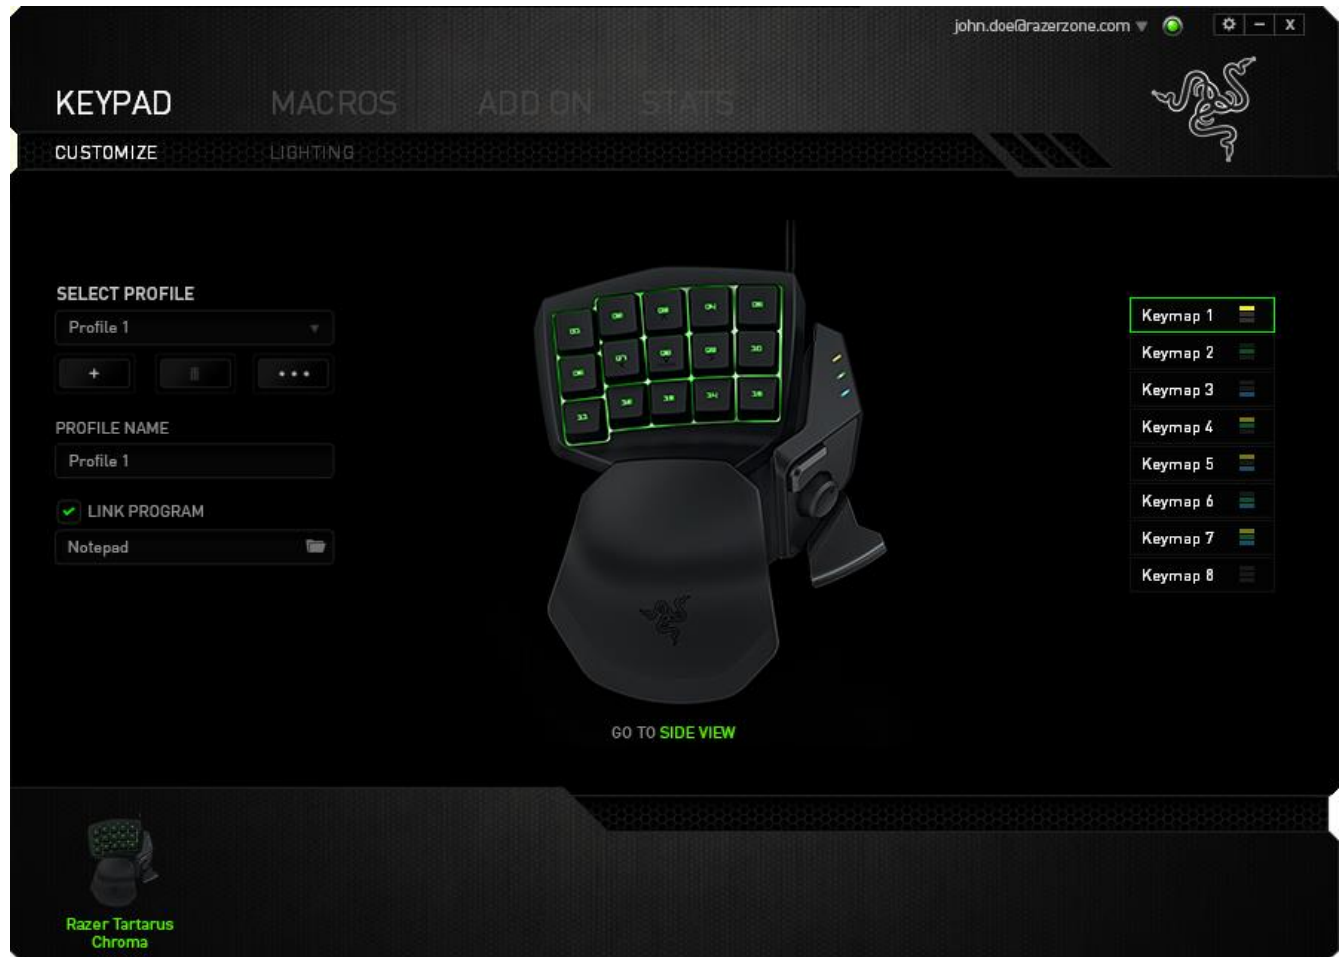 john.doe@razerzone.com
X
KEYPAD MACROS ADD ON STATS
CUSTOMIZE LIGHTING
SELECT PROFILE
Profile 1
+ •••
PROFILE NAME
Profile 1
LINK PROGRAM
Notepad
Keymap 1
Keymap 2
Keymap 3
Keymap 4
Keymap 5
Keymap 6
Keymap 7
Keymap 8
GO TO SIDE VIEW
Razer Tartarus
Chroma